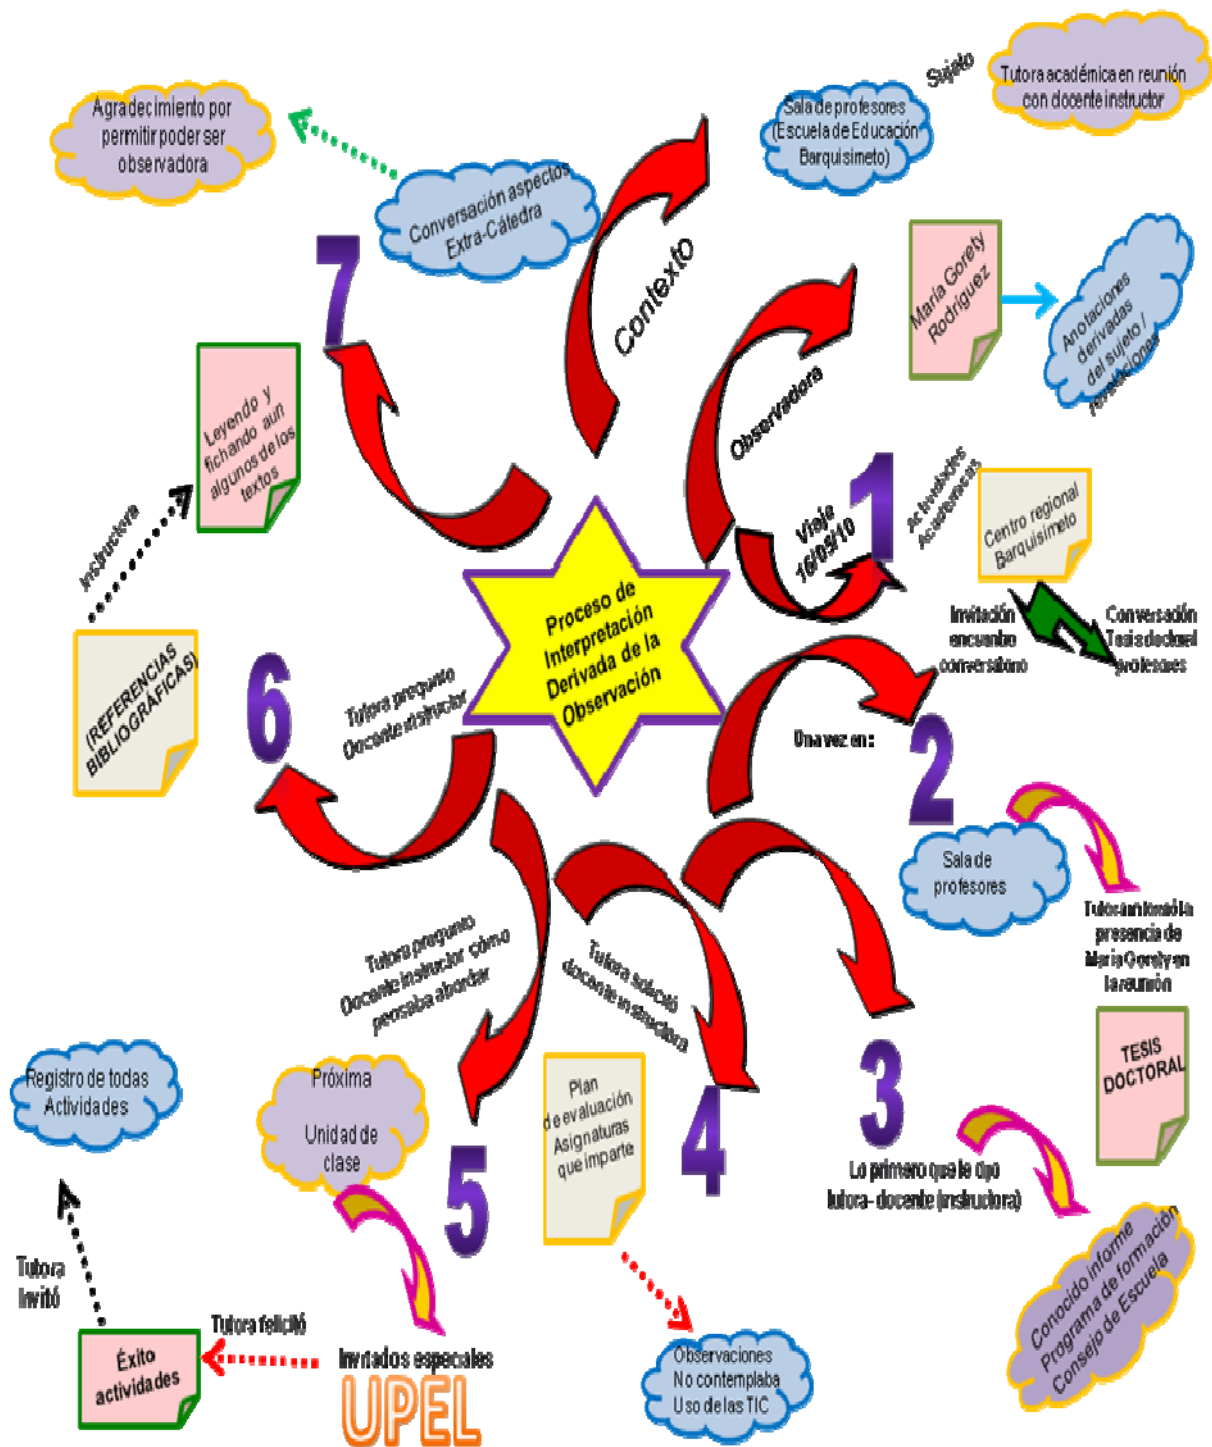 Sujeto
Tutora académica en reunión
con docente instructor
Sala de profesores
(Escuela de Educación
Barquisimeto)
Agradecimiento por
permitir poder ser
observadora
Conversación aspectos
Extra-Cátedra
Contexto
María Gorety
Rodríguez
Anotaciones
derivadas
del sujeto /
Observadora
7
Leyendo y
fichando aun
algunos de los
textos
Instructora
1
Viaje
16/05/10
Actividades
Académicas
Centro regional
Barquisimeto
Invitación
encuentro
conversatorio
Conversación
Tesis doctoral
profesores
Proceso de
Interpretación
Derivada de la
Observación
(REFERENCIAS
BIBLIOGRÁFICAS)
6
Tutora pregunto
Docente instructor
Una vez en:
2
Sala de
profesores
Tutora informó la
presencia de
María Gorety en
la reunión
TESIS
DOCTORAL
3
Lo primero que le dijo
tutora- docente (instructora)
Conocido informe
Programa de formación
Consejo de Escuela
Tutora solicitó
docente instructora
4
Plan
de evaluación
Asignaturas
que imparte
Observaciones
No contemplaba
Uso de las TIC
Tutora pregunto
Docente instructor cómo
pensaba abordar
5
Próxima
Unidad de
clase
Invitados especiales
UPEL
Tutora felicitó
Éxito
actividades
Tutora
Invitó
Registro de todas
Actividades